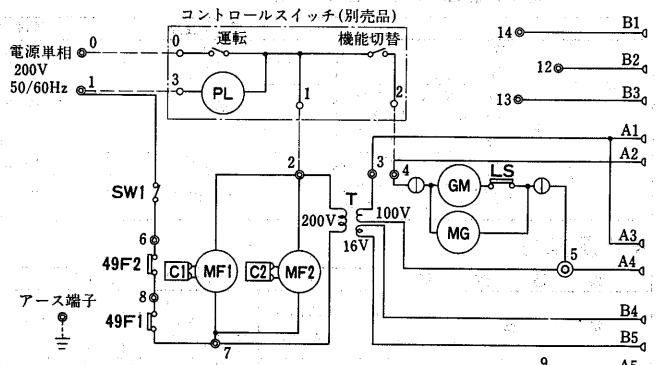 コントロールスイッチ(別売品)
電源単相
200V
50/60Hz
0
1
0
運転
機能切替
3
PL
1
2
14
B1
12
B2
13
B3
A1
A2
2
3
4
T
GM
LS
MG
200V
100V
16V
SW1
6
49F2
C1
MF1
C2
MF2
5
A3
A4
8
アース端子
49F1
7
B4
B5
9
A5